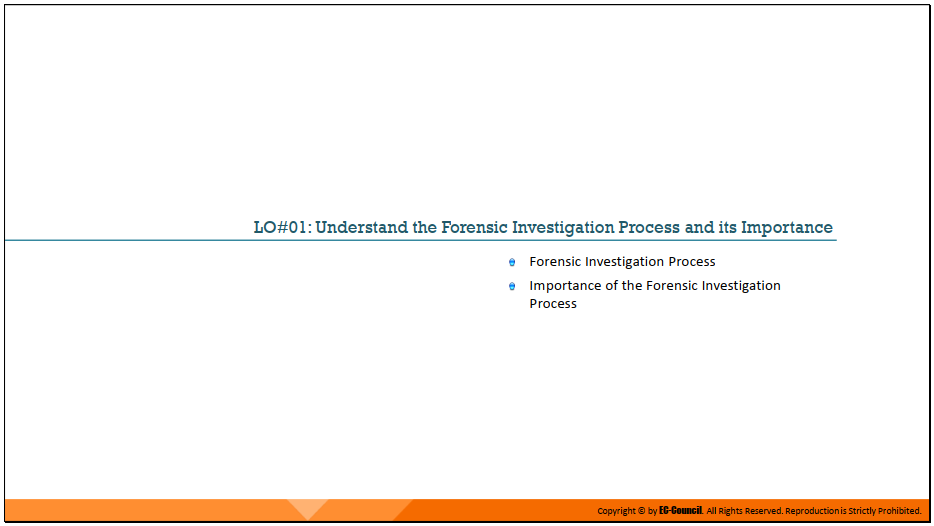 LO#01: Understand the Forensic Investigation Process and its Importance
Forensic Investigation Process
Importance of the Forensic Investigation
Process
Copyright © by EC-Council. All Rights Reserved. Reproduction is Strictly Prohibited.